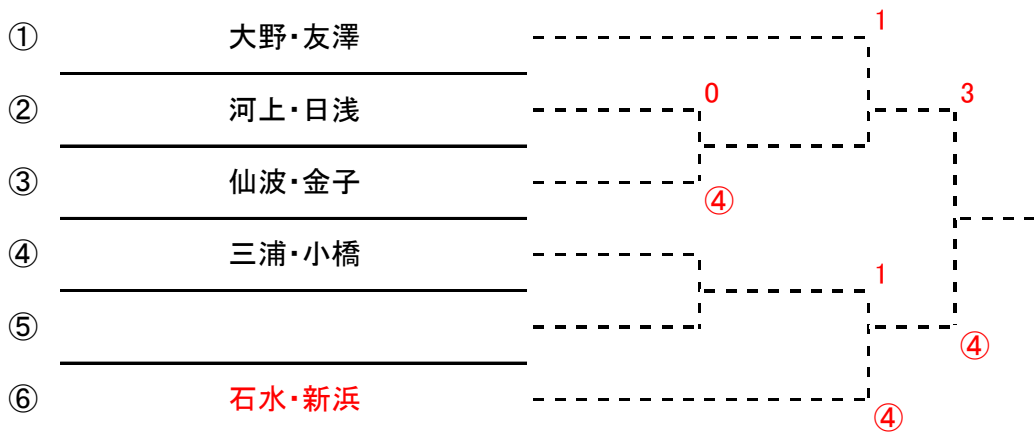 ① 大野・友澤 1
② 河上・日浅 0 3
③ 仙波・金子 ④
④ 三浦・小橋 1
⑤ ④
⑥ 石水・新浜 ④